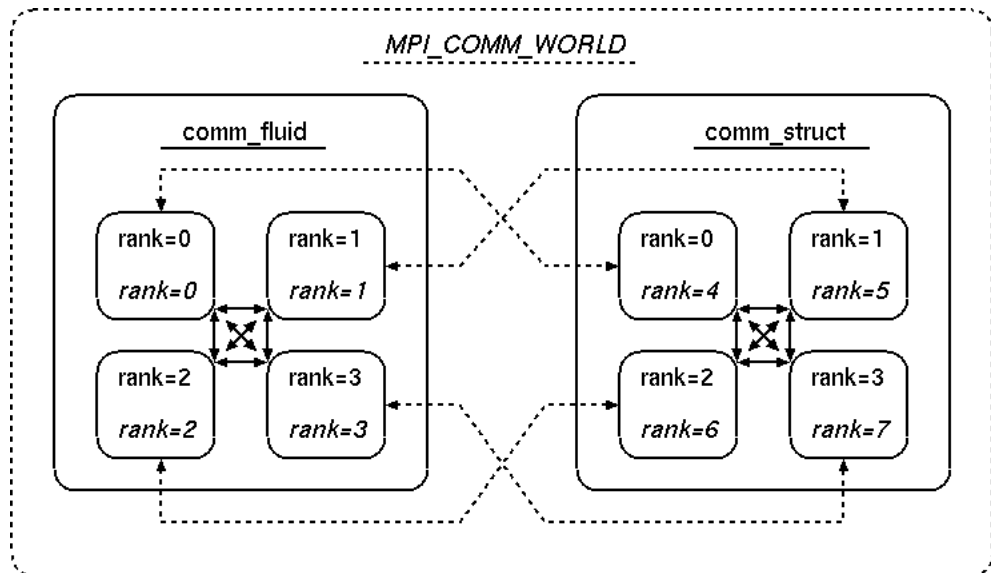 MPI_COMM_WORLD
comm_fluid
rank=0
rank=0
rank=1
rank=1
rank=2
rank=2
rank=3
rank=3
comm_struct
rank=0
rank=4
rank=1
rank=5
rank=2
rank=6
rank=3
rank=7